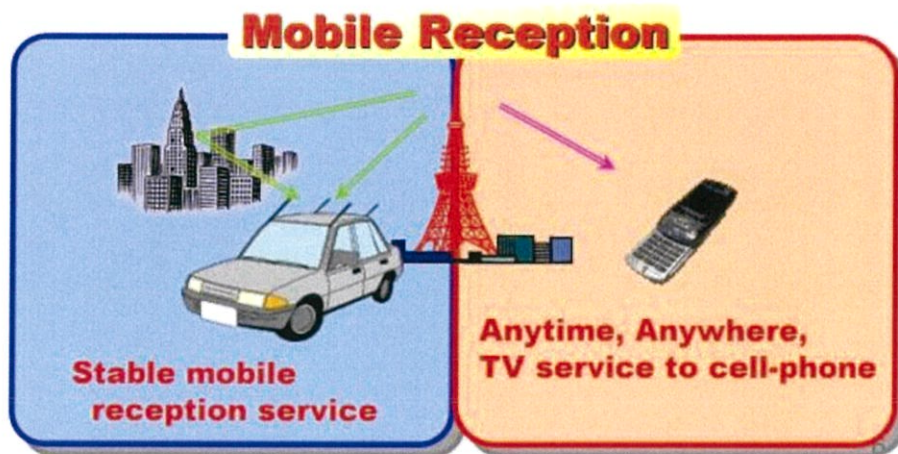 Mobile Reception
Stable mobile
reception service
Anytime, Anywhere,
TV service to cell-phone